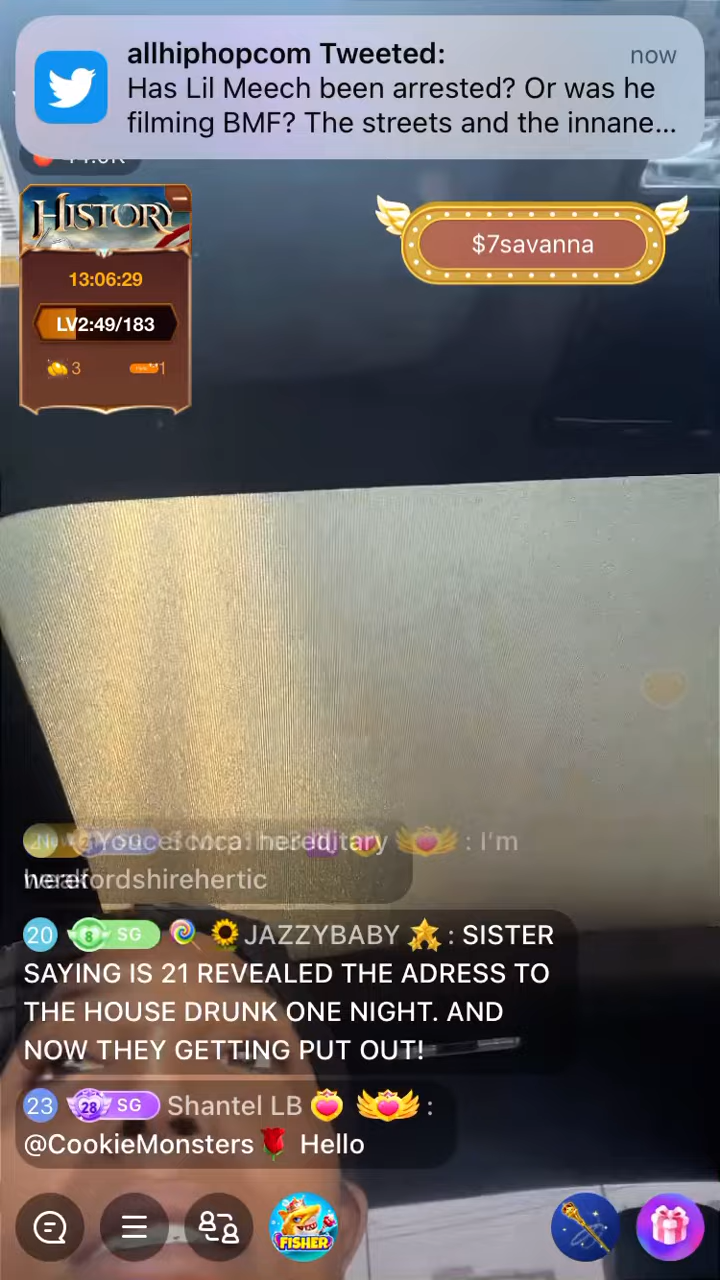 allhiphopcom Tweeted:
now
Has Lil Meech been arrested? Or was he
filming BMF? The streets and the innane...
HISTORY
13:06:29
LV2:49/183
3
1
$7savanna
hereditary : I'm
20 8 SG JAZZYBABY : SISTER
SAYING IS 21 REVEALED THE ADRESS TO
THE HOUSE DRUNK ONE NIGHT. AND
NOW THEY GETTING PUT OUT!
23 28 SG Shantel LB :
@CookieMonsters Hello
FISHER